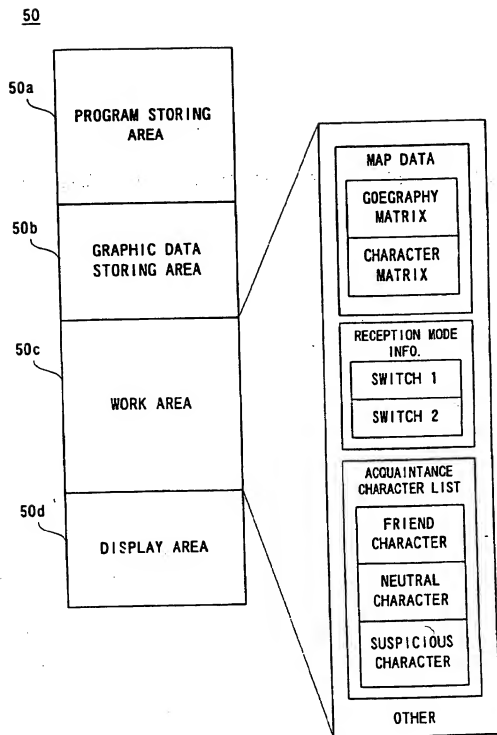 50
50a
PROGRAM STORING
AREA
50b
GRAPHIC DATA
STORING AREA
50c
WORK AREA
50d
DISPLAY AREA
MAP DATA
GOEGRAPHY
MATRIX
CHARACTER
MATRIX
RECEPTION MODE
INFO.
SWITCH 1
SWITCH 2
ACQUAINTANCE
CHARACTER LIST
FRIEND
CHARACTER
NEUTRAL
CHARACTER
SUSPICIOUS
CHARACTER
OTHER